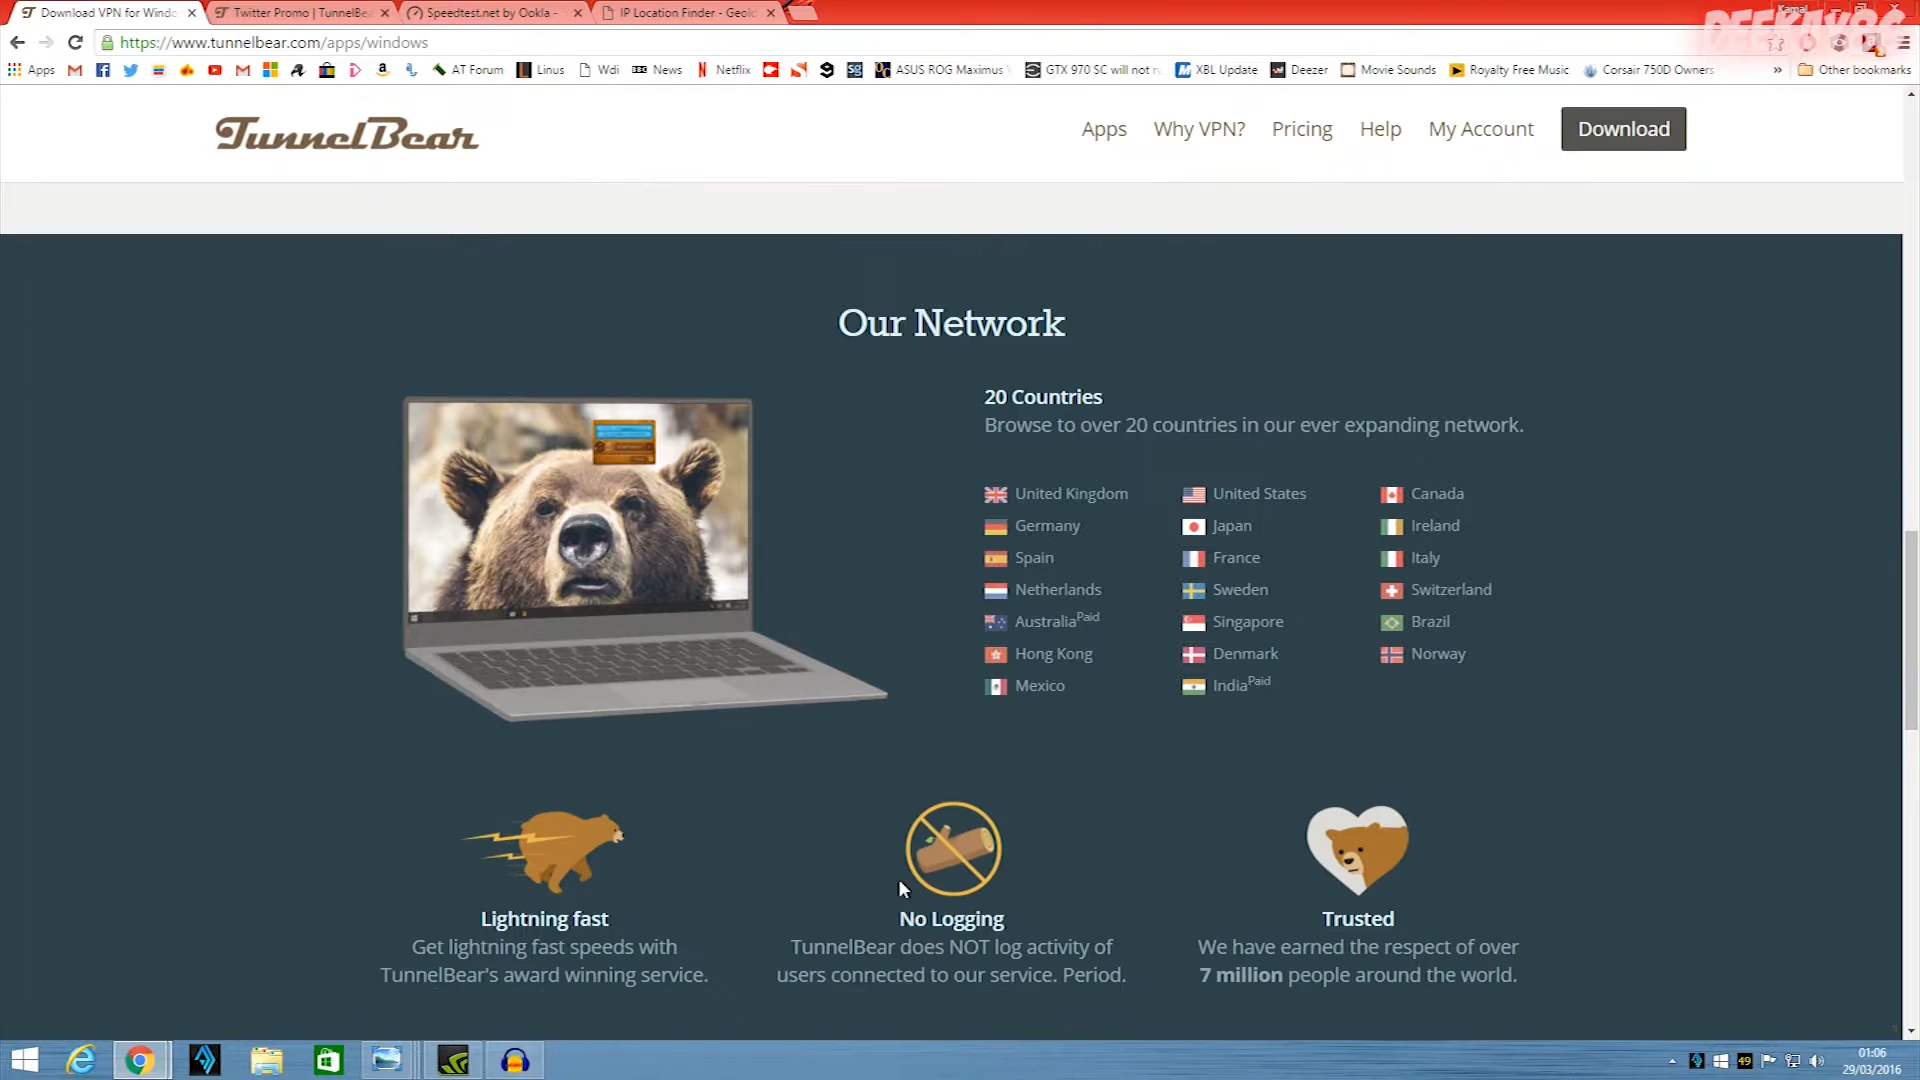 Download VPN for Windo
Twitter Promo | TunnelBea
Speedtest.net by Ookla -
IP Location Finder - Geolo
Kamal
DEEKAY86
https://www.tunnelbear.com/apps/windows
Apps
AT Forum
Linus
Wdi
BBC News
Netflix
ASUS ROG Maximus
GTX 970 SC will not r
XBL Update
Deezer
Movie Sounds
Royalty Free Music
Corsair 750D Owners
»
Other bookmarks
TunnelBear
Apps
Why VPN?
Pricing
Help
My Account
Download
Our Network
20 Countries
Browse to over 20 countries in our ever expanding network.
United Kingdom
United States
Canada
Germany
Japan
Ireland
Spain
France
Italy
Netherlands
Sweden
Switzerland
Australia Paid
Singapore
Brazil
Hong Kong
Denmark
Norway
Mexico
India Paid
Lightning fast
No Logging
Trusted
Get lightning fast speeds with
TunnelBear's award winning service.
TunnelBear does NOT log activity of
users connected to our service. Period.
We have earned the respect of over
7 million people around the world.
49
01:06
29/03/2016